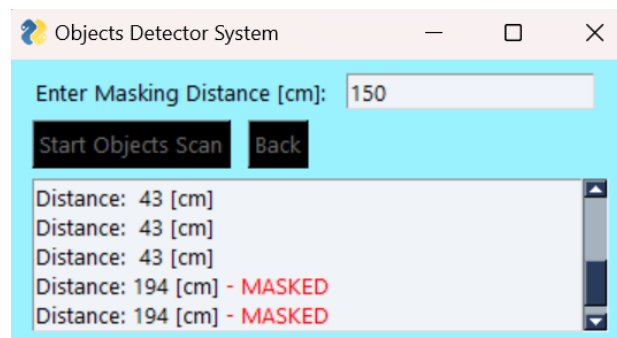 Objects Detector System
Enter Masking Distance [cm]: 150
Start Objects Scan Back
Distance:  43 [cm]
Distance:  43 [cm]
Distance:  43 [cm]
Distance: 194 [cm] - MASKED
Distance: 194 [cm] - MASKED